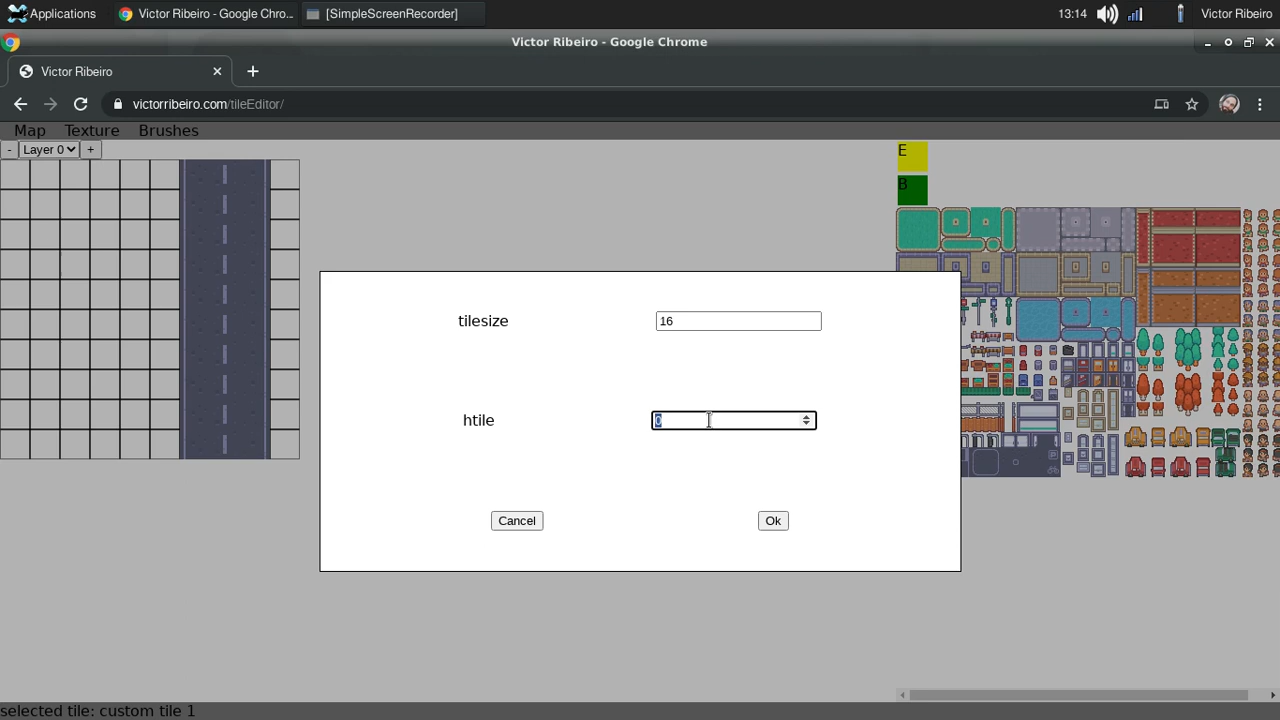 Applications Victor Ribeiro - Google Chro... [SimpleScreenRecorder] 13:14 Victor Ribeiro
Victor Ribeiro - Google Chrome
Victor Ribeiro
victorribeiro.com/tileEditor/
Map Texture Brushes
- Layer 0 +
E
B
tilesize 16
htile 0
Cancel Ok
selected tile: custom tile 1